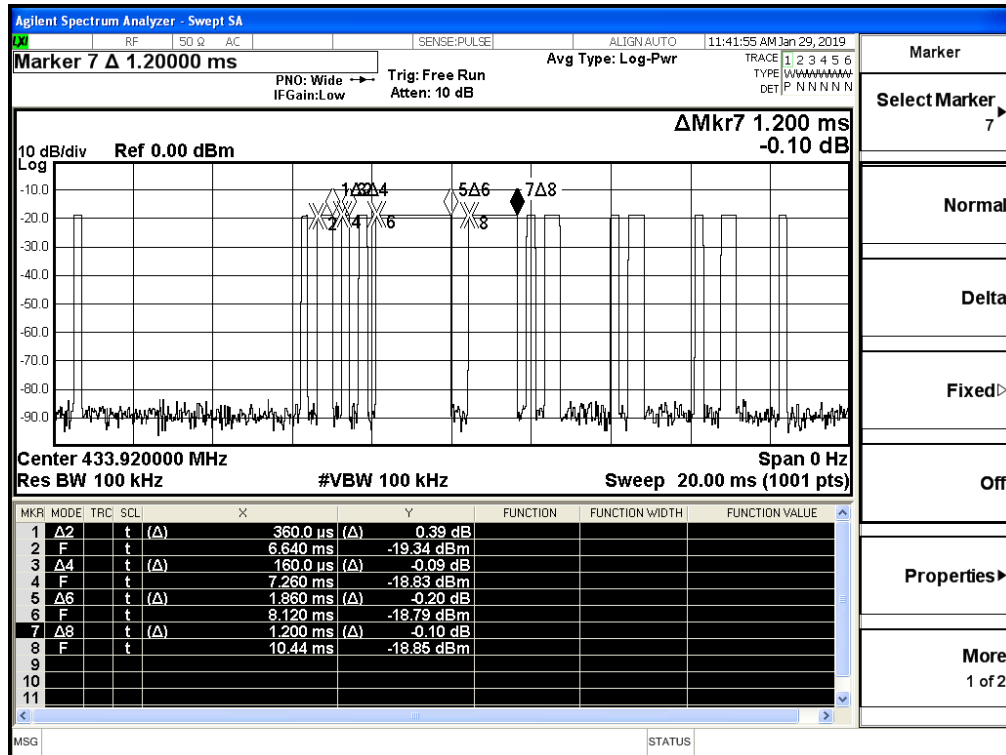 Agilent Spectrum Analyzer - Swept SA
LXI RF 50 Ω AC SENSE:PULSE ALIGN AUTO 11:41:55 AM Jan 29, 2019
Marker 7 Δ 1.20000 ms
PNO: Wide
IFGain:Low
Trig: Free Run
Atten: 10 dB
Avg Type: Log-Pwr
TRACE 1 2 3 4 5 6
TYPE W
DET P N N N N N
ΔMkr7 1.200 ms
-0.10 dB
10 dB/div Ref 0.00 dBm
Log
-10.0
-20.0
-30.0
-40.0
-50.0
-60.0
-70.0
-80.0
-90.0
5Δ6
7Δ8
2
4
6
8
Center 433.920000 MHz Span 0 Hz
Res BW 100 kHz #VBW 100 kHz Sweep 20.00 ms (1001 pts)
MKR MODE TRC SCL X Y FUNCTION FUNCTION WIDTH FUNCTION VALUE
1 Δ2 t (Δ) 360.0 µs (Δ) 0.39 dB
2 F t 6.640 ms -19.34 dBm
3 Δ4 t (Δ) 160.0 µs (Δ) -0.09 dB
4 F t 7.260 ms -18.83 dBm
5 Δ6 t (Δ) 1.860 ms (Δ) -0.20 dB
6 F t 8.120 ms -18.79 dBm
7 Δ8 t (Δ) 1.200 ms (Δ) -0.10 dB
8 F t 10.44 ms -18.85 dBm
9
10
11
MSG STATUS
Marker
Select Marker
7
Normal
Delta
Fixed
Off
Properties
More
1 of 2